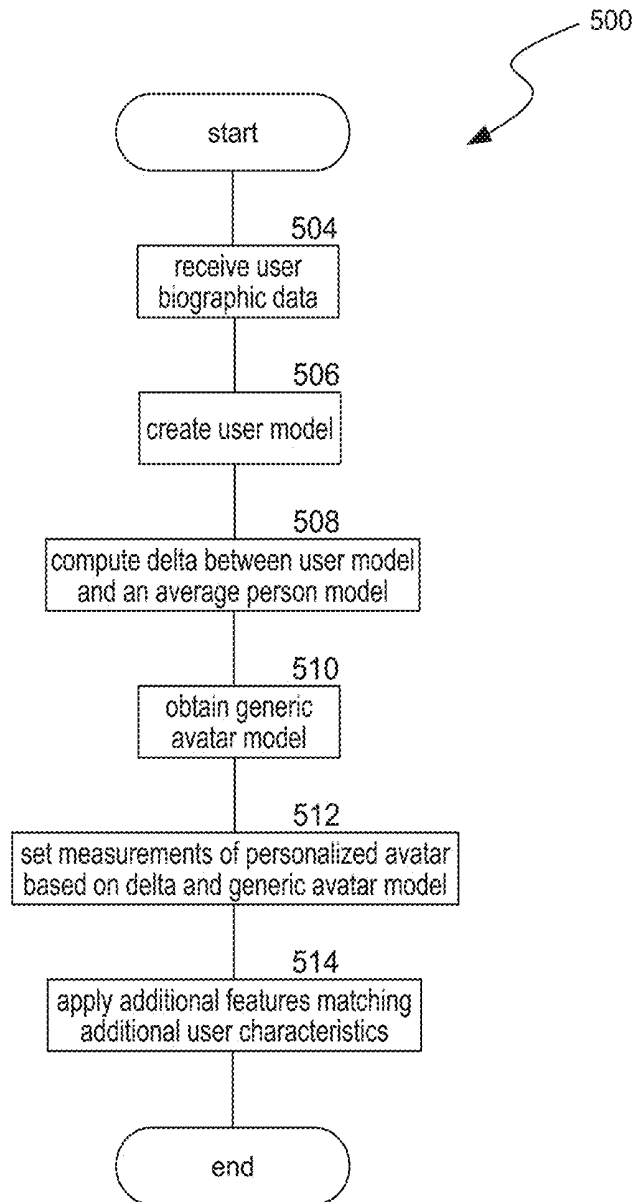 500
start
504
receive user
biographic data
506
create user model
508
compute delta between user model
and an average person model
510
obtain generic
avatar model
512
set measurements of personalized avatar
based on delta and generic avatar model
514
apply additional features matching
additional user characteristics
end